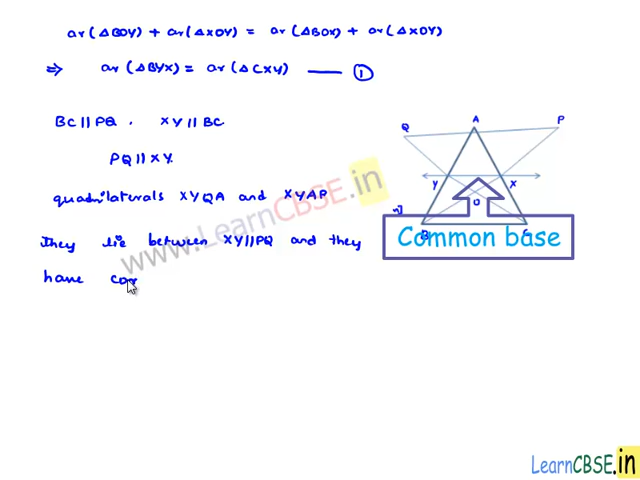 ar(ΔBOY) + ar(ΔXOY) = ar(ΔBOX) + ar(ΔXOY)
⇒ ar(ΔBYX) = ar(ΔCXY) —— ①
BC || PQ . XY || BC
PQ || XY.
quadrilaterals XYQA and XYAP
They lie between XY || PQ and they
have com
A
Q
P
Y
X
O
B
C
Common base
www.LearnCBSE.in
LearnCBSE.in